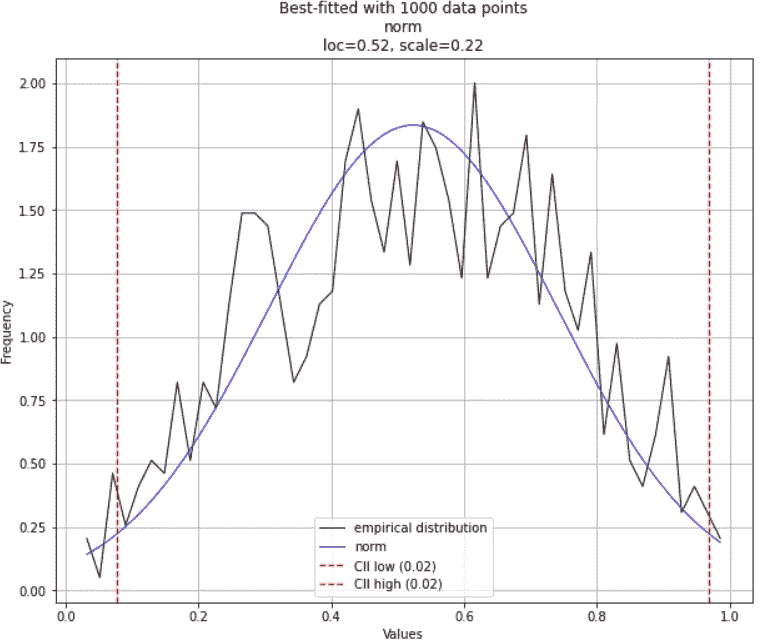 Best-fitted with 1000 data points
norm
loc=0.52, scale=0.22
2.00
1.75
1.50
1.25
1.00
0.75
0.50
0.25
0.00
Frequency
empirical distribution
norm
CII low (0.02)
CII high (0.02)
0.0 0.2 0.4 0.6 0.8 1.0
Values